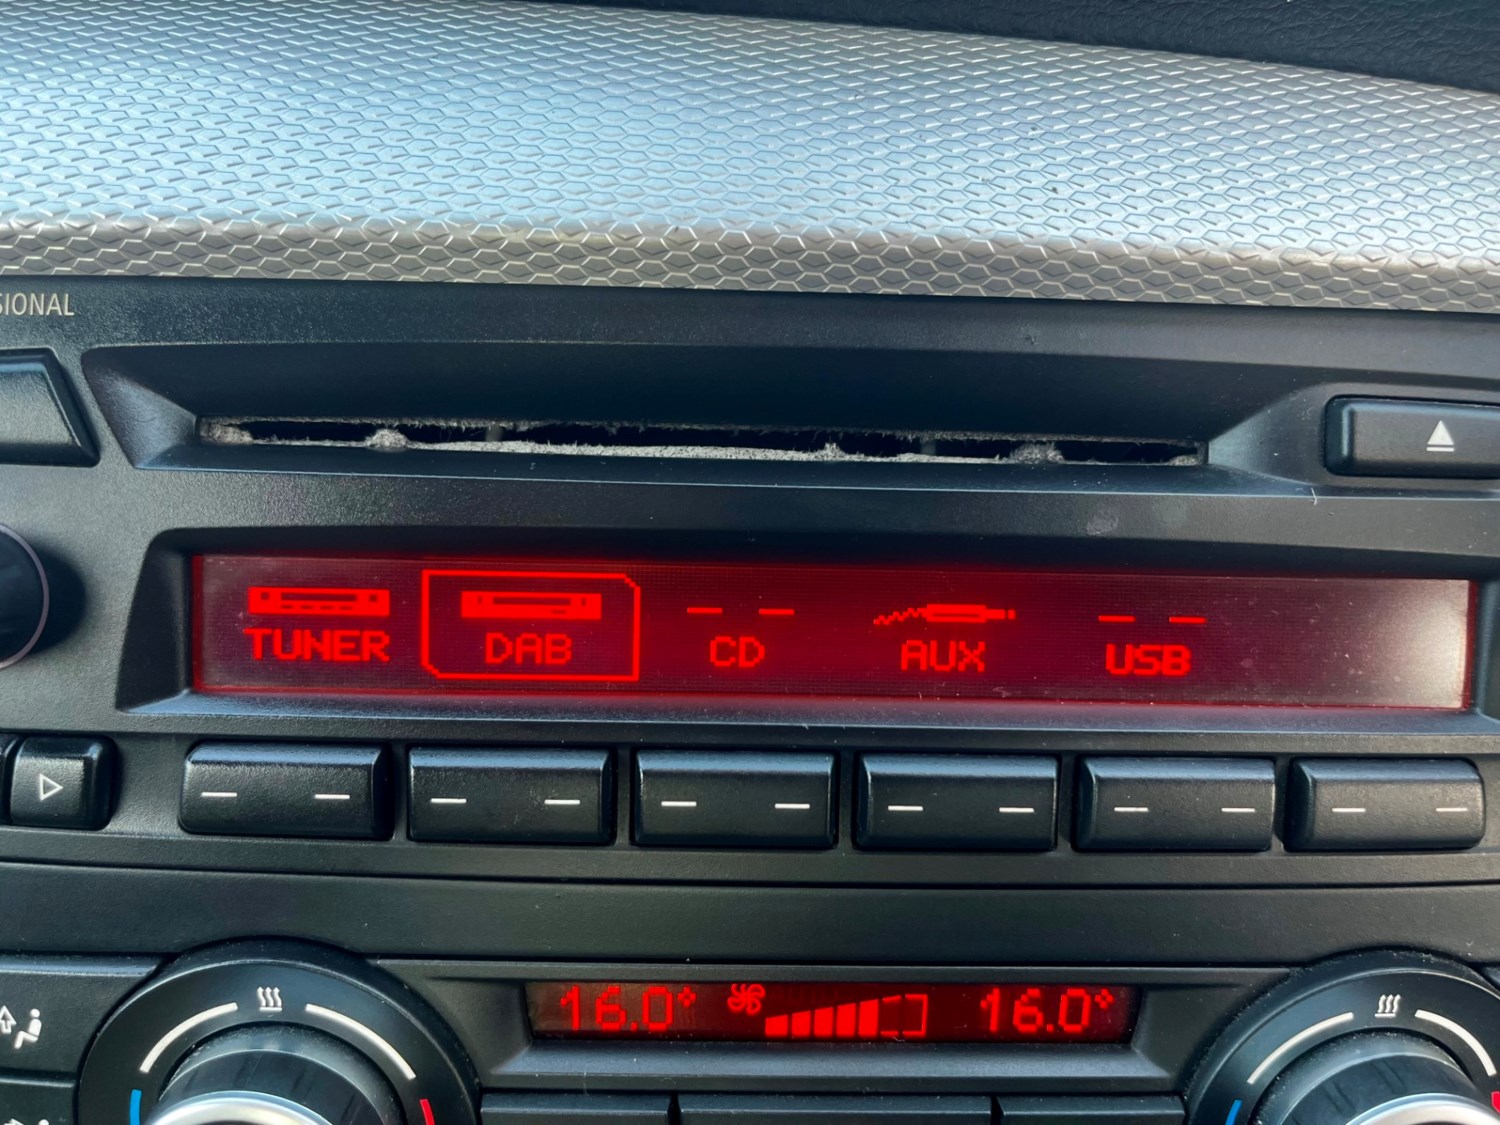 SIONAL
TUNER DAB CD AUX USB
16.0° 16.0°